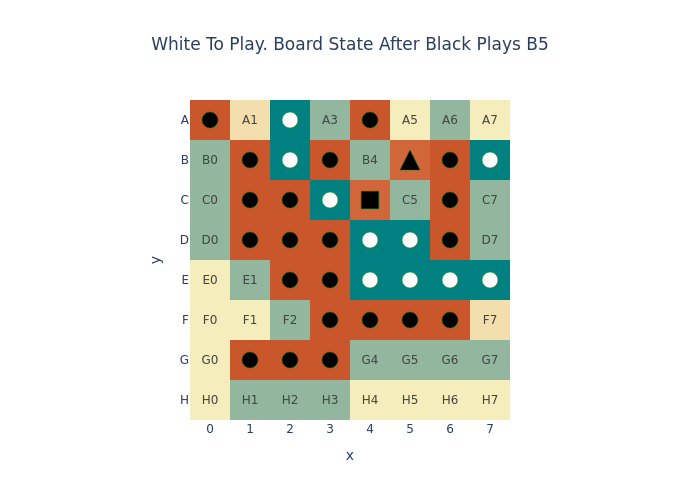 White To Play. Board State After Black Plays B5
A A1 A3 A5 A6 A7
B B0 B4
C C0 C5 C7
D D0 D7
E E0 E1
F F0 F1 F2 F7
G G0 G4 G5 G6 G7
H H0 H1 H2 H3 H4 H5 H6 H7
0 1 2 3 4 5 6 7
x
y